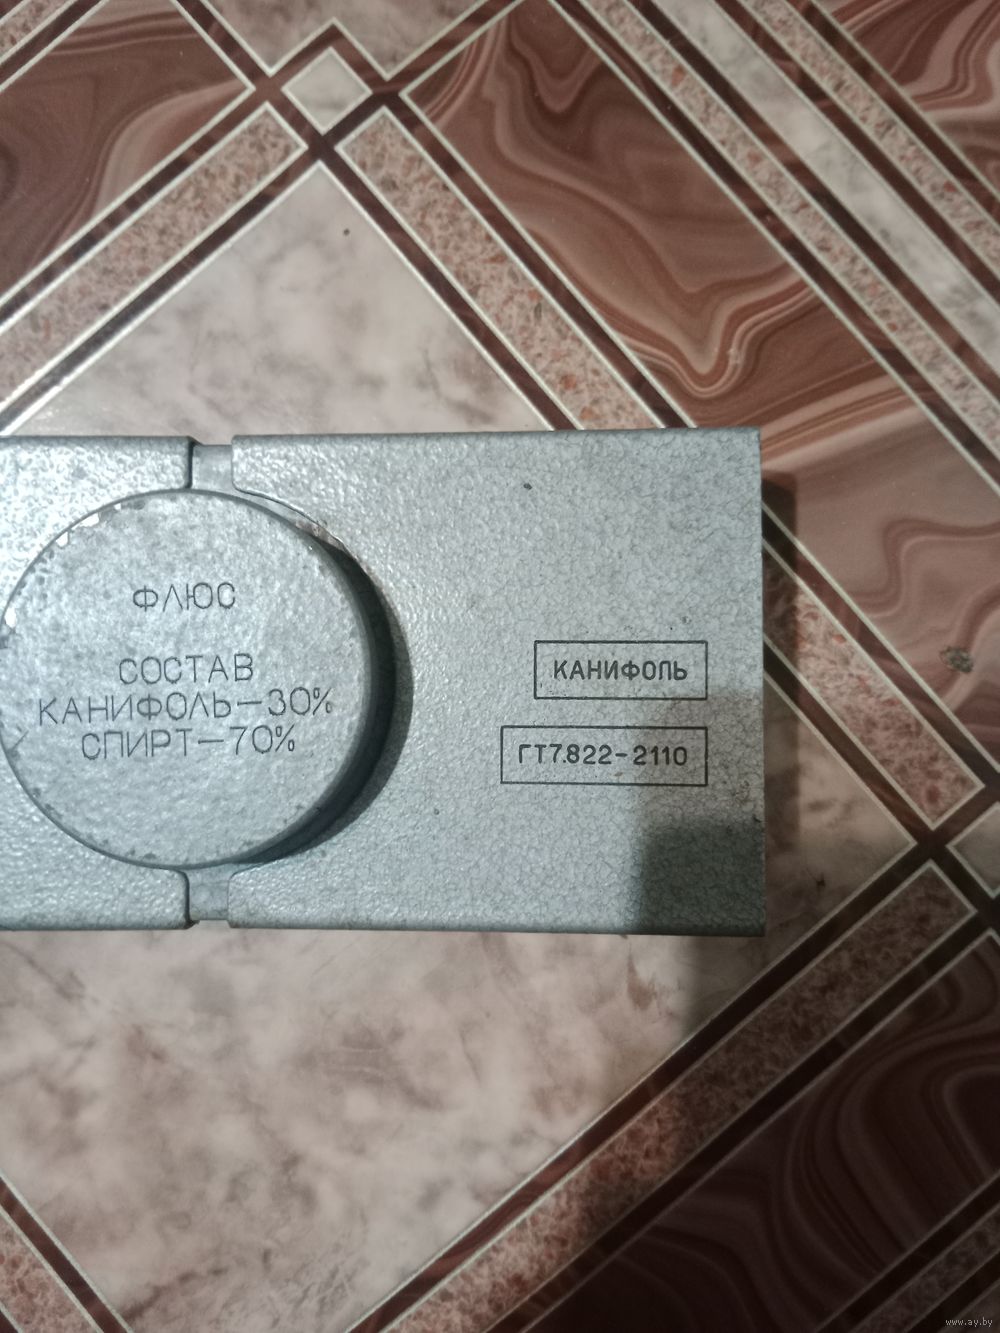 ФЛЮС
СОСТАВ
КАНИФОЛЬ-30%
СПИРТ-70%
КАНИФОЛЬ
ГТ7.822-2110
www.ay.by